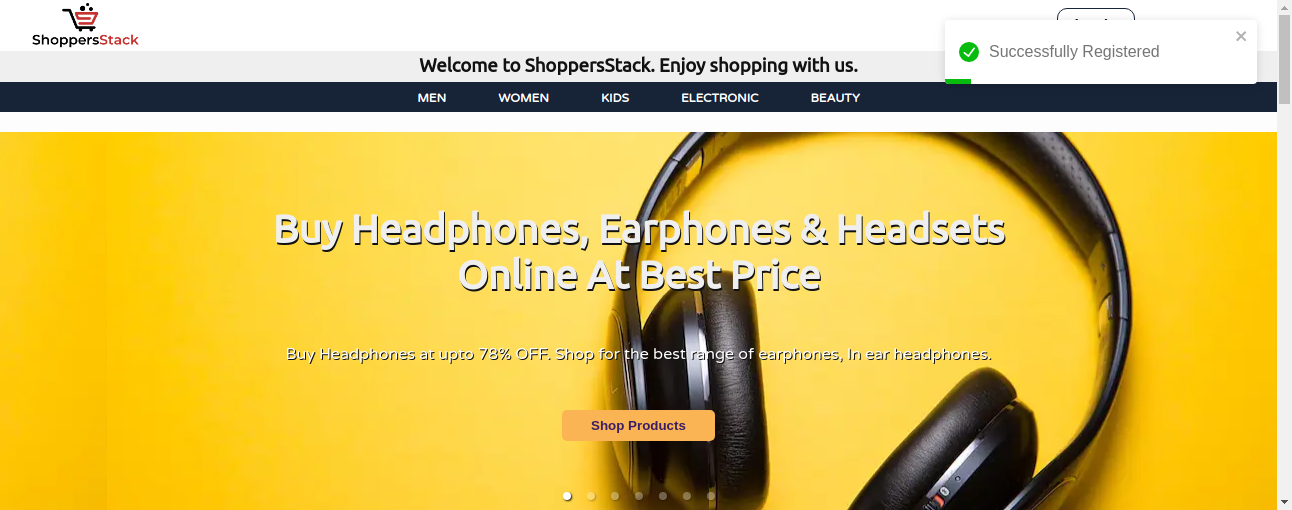 ShoppersStack
Successfully Registered
Welcome to ShoppersStack. Enjoy shopping with us.
MEN WOMEN KIDS ELECTRONIC BEAUTY
Buy Headphones, Earphones & Headsets
Online At Best Price
Buy Headphones at upto 78% OFF. Shop for the best range of earphones, In ear headphones.
Shop Products